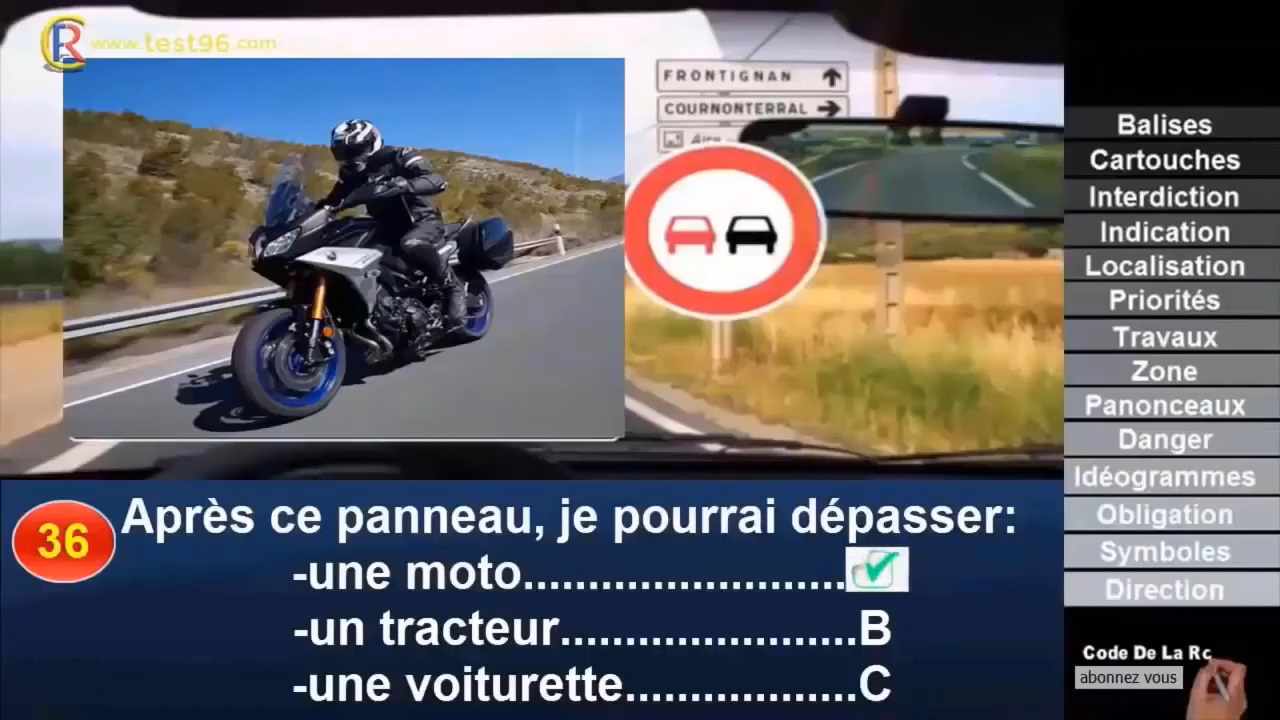 www.test96.com
FRONTIGNAN
COURNONTERRAL
Aire
Balises
Cartouches
Interdiction
Indication
Localisation
Priorités
Travaux
Zone
Panonceaux
Danger
Idéogrammes
Obligation
Symboles
Direction
36 Après ce panneau, je pourrai dépasser:
-une moto.........................
-un tracteur.......................B
-une voiturette..................C
Code De La Rc
abonnez vous